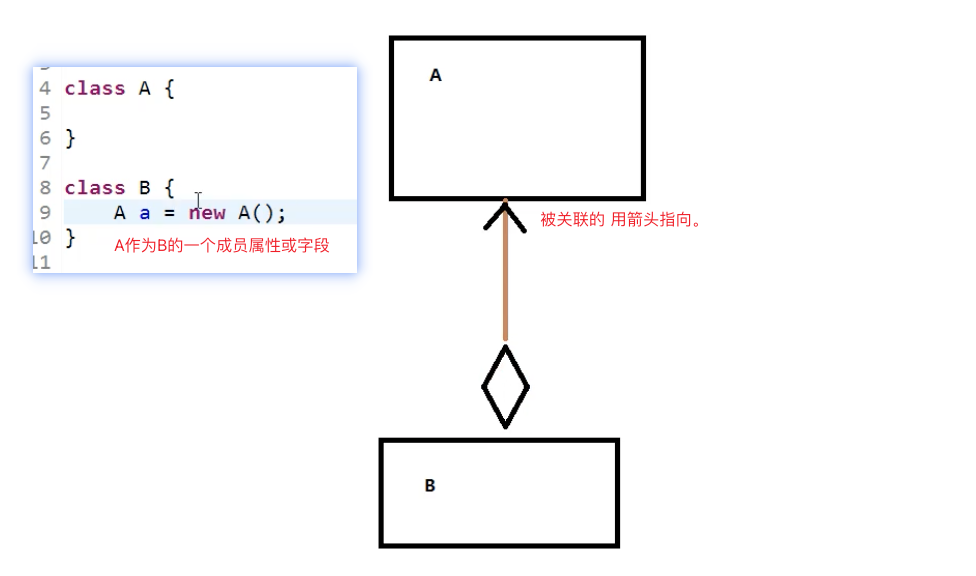 4 class A {
5
6 }
7
8 class B {
9 A a = new A();
10 }
A作为B的一个成员属性或字段
11
A
被关联的 用箭头指向。
B